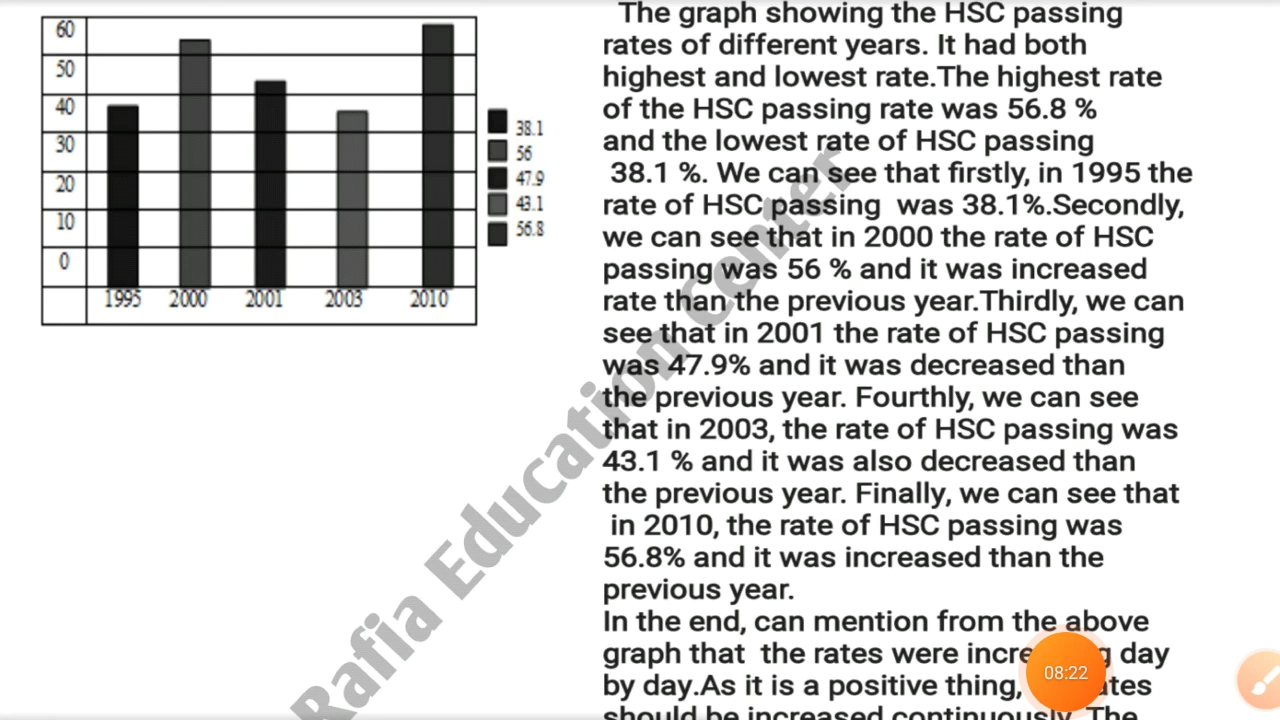 60
50
40
30
20
10
0
1995 2000 2001 2003 2010
38.1
56
47.9
43.1
56.8
The graph showing the HSC passing
rates of different years. It had both
highest and lowest rate.The highest rate
of the HSC passing rate was 56.8 %
and the lowest rate of HSC passing
38.1 %. We can see that firstly, in 1995 the
rate of HSC passing was 38.1%.Secondly,
we can see that in 2000 the rate of HSC
passing was 56 % and it was increased
rate than the previous year.Thirdly, we can
see that in 2001 the rate of HSC passing
was 47.9% and it was decreased than
the previous year. Fourthly, we can see
that in 2003, the rate of HSC passing was
43.1 % and it was also decreased than
the previous year. Finally, we can see that
in 2010, the rate of HSC passing was
56.8% and it was increased than the
previous year.
In the end, can mention from the above
graph that the rates were day
by day.As it is a positive thing,
should be increased continuously. The
Rafia Education Center
08:22